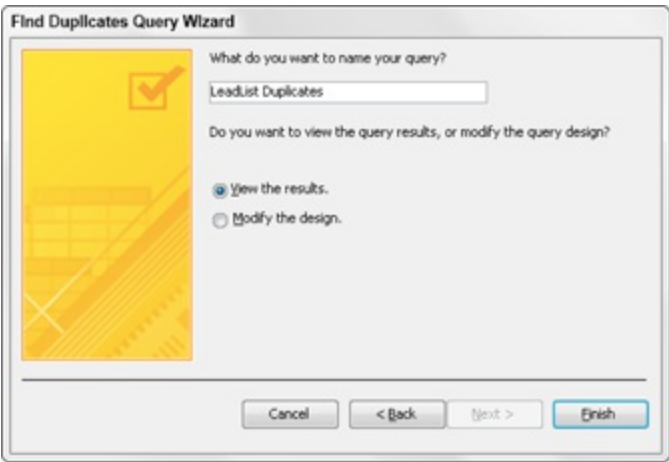 Find Duplicates Query Wizard
What do you want to name your query?
LeadList Duplicates
Do you want to view the query results, or modify the query design?
View the results.
Modify the design.
Cancel
< Back
Next >
Finish